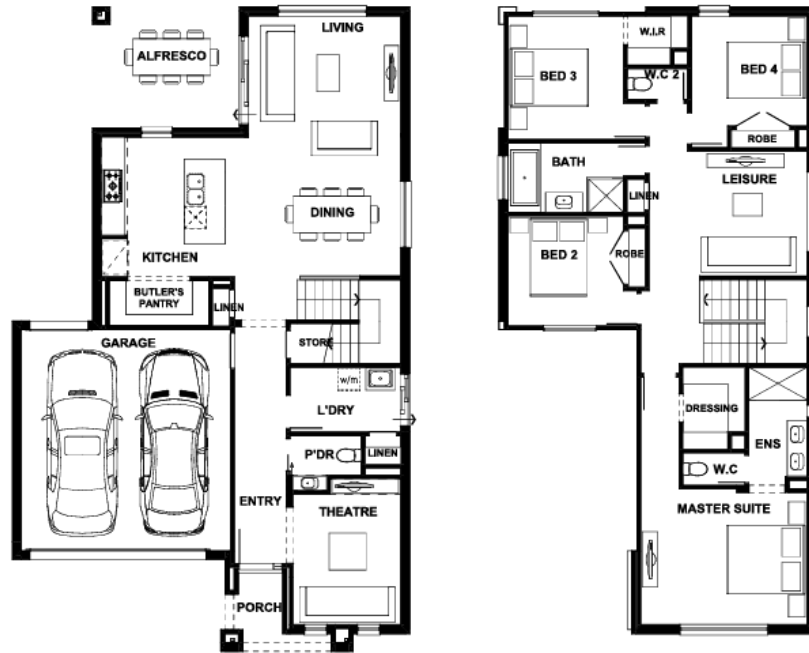 LIVING
ALFRESCO
DINING
KITCHEN
BUTLER'S
PANTRY
LINEN
GARAGE
STORE
w/m
L'DRY
P'DR
LINEN
ENTRY
THEATRE
PORCH
W.I.R
BED 3
W.C 2
BED 4
ROBE
BATH
LEISURE
LINEN
BED 2
ROBE
DRESSING
ENS
W.C
MASTER SUITE